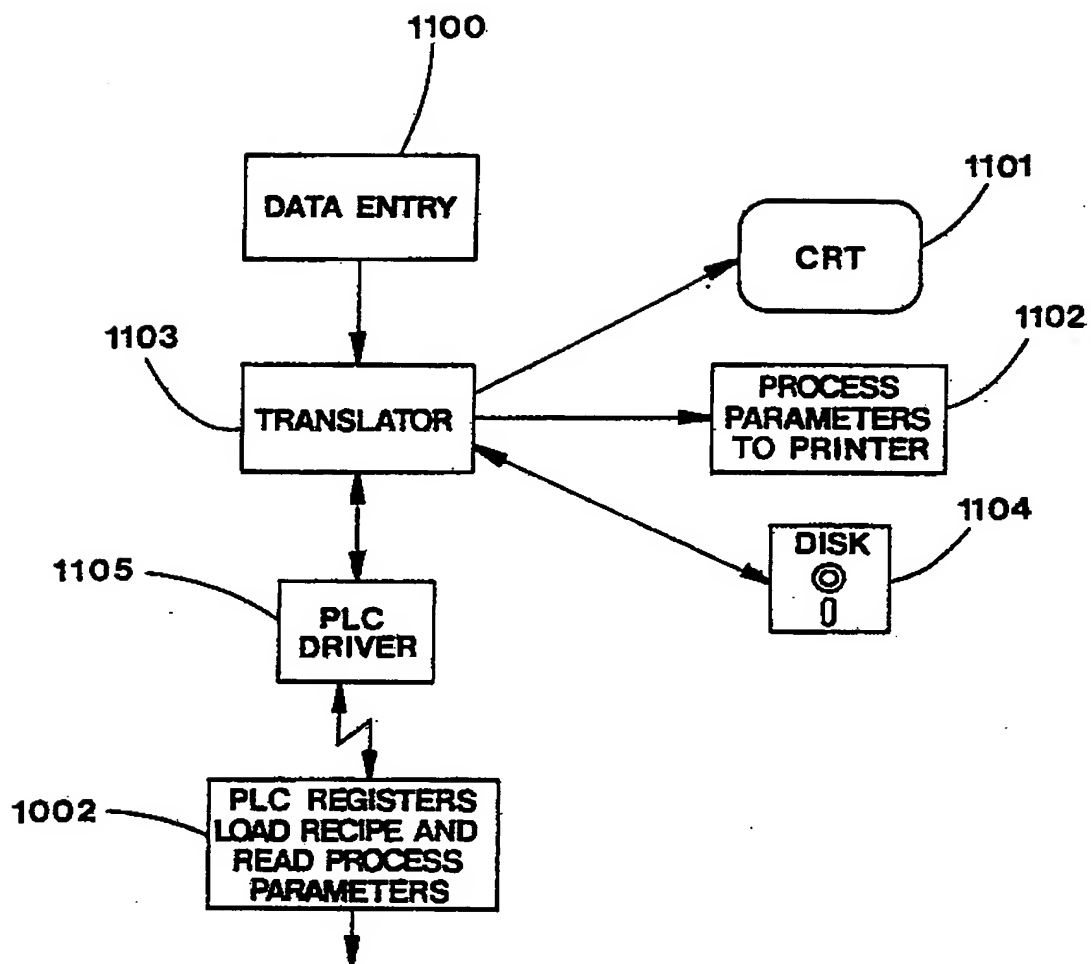 1100
DATA ENTRY
1101
CRT
1103
TRANSLATOR
1102
PROCESS
PARAMETERS
TO PRINTER
1104
DISK
1105
PLC
DRIVER
1002
PLC REGISTERS
LOAD RECIPE AND
READ PROCESS
PARAMETERS